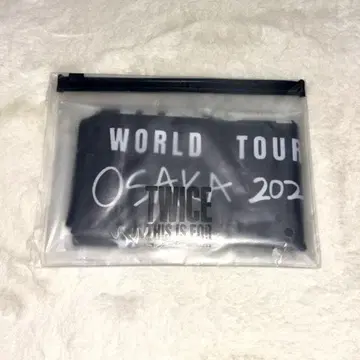 WORLD TOUR
OSAKA 202
TWICE
THIS IS FOR